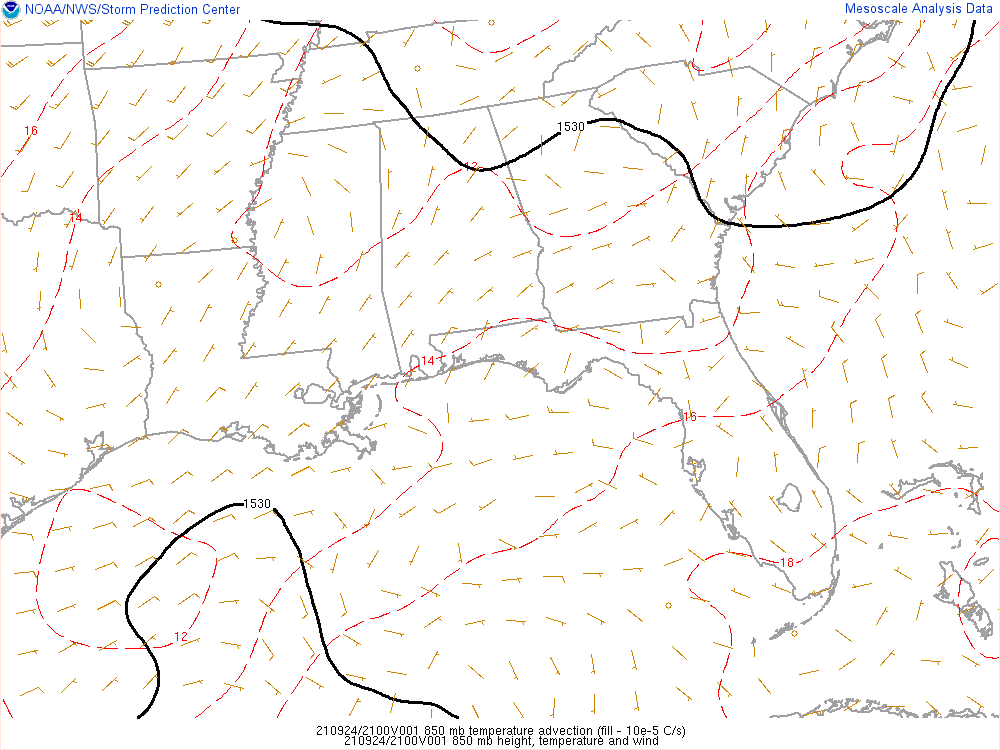 NOAA/NWS/Storm Prediction Center
Mesoscale Analysis Data
16
1530
12
14
14
16
1530
18
12
210924/2100V001 850 mb temperature advection (fill - 10e-5 C/s)
210924/2100V001 850 mb height, temperature and wind